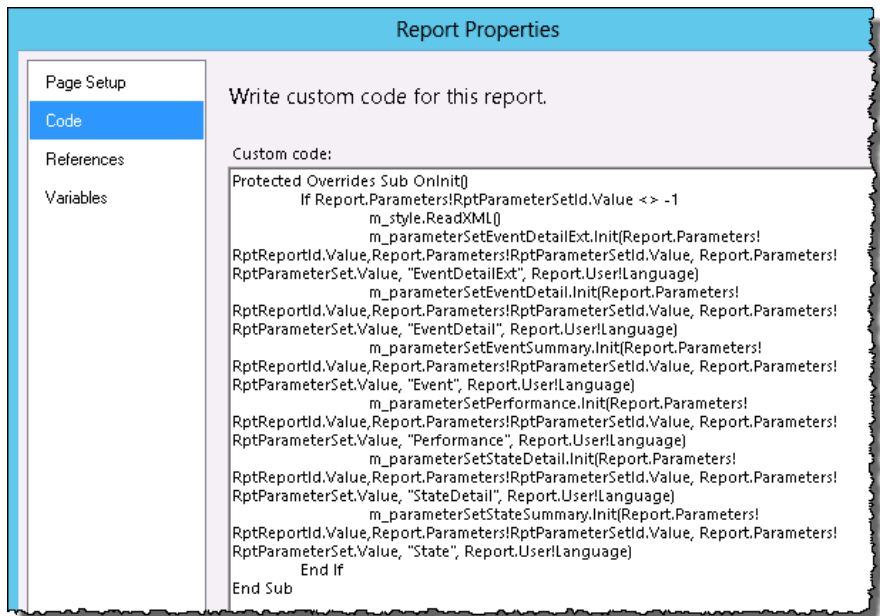 Report Properties
Page Setup
Code
References
Variables
Write custom code for this report.
Custom code:
Protected Overrides Sub OnInit()
If Report.Parameters!RptParameterSetId.Value <> -1
m_style.ReadXML()
m_parameterSetEventDetailExt.Init(Report.Parameters!
RptReportId.Value,Report.Parameters!RptParameterSetId.Value, Report.Parameters!
RptParameterSet.Value, "EventDetailExt", Report.User!Language)
m_parameterSetEventDetail.Init(Report.Parameters!
RptReportId.Value,Report.Parameters!RptParameterSetId.Value, Report.Parameters!
RptParameterSet.Value, "EventDetail", Report.User!Language)
m_parameterSetEventSummary.Init(Report.Parameters!
RptReportId.Value,Report.Parameters!RptParameterSetId.Value, Report.Parameters!
RptParameterSet.Value, "Event", Report.User!Language)
m_parameterSetPerformance.Init(Report.Parameters!
RptReportId.Value,Report.Parameters!RptParameterSetId.Value, Report.Parameters!
RptParameterSet.Value, "Performance", Report.User!Language)
m_parameterSetStateDetail.Init(Report.Parameters!
RptReportId.Value,Report.Parameters!RptParameterSetId.Value, Report.Parameters!
RptParameterSet.Value, "StateDetail", Report.User!Language)
m_parameterSetStateSummary.Init(Report.Parameters!
RptReportId.Value,Report.Parameters!RptParameterSetId.Value, Report.Parameters!
RptParameterSet.Value, "State", Report.User!Language)
End If
End Sub